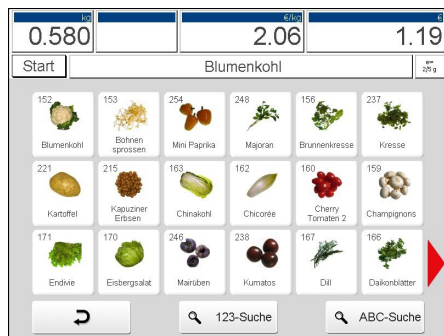 kg
€/kg
€
0.580
2.06
1.19
Start
Blumenkohl
e=
2/5 g
152
153
254
248
156
237
Blumenkohl
Bohnen
sprossen
Mini Paprika
Majoran
Brunnenkresse
Kresse
221
215
163
162
160
159
Kartoffel
Kapuziner
Erbsen
Chinakohl
Chicorée
Cherry
Tomaten 2
Champignons
171
170
246
238
167
166
Endivie
Eisbergsalat
Mairüben
Kumatos
Dill
Daikonblätter
123-Suche
ABC-Suche